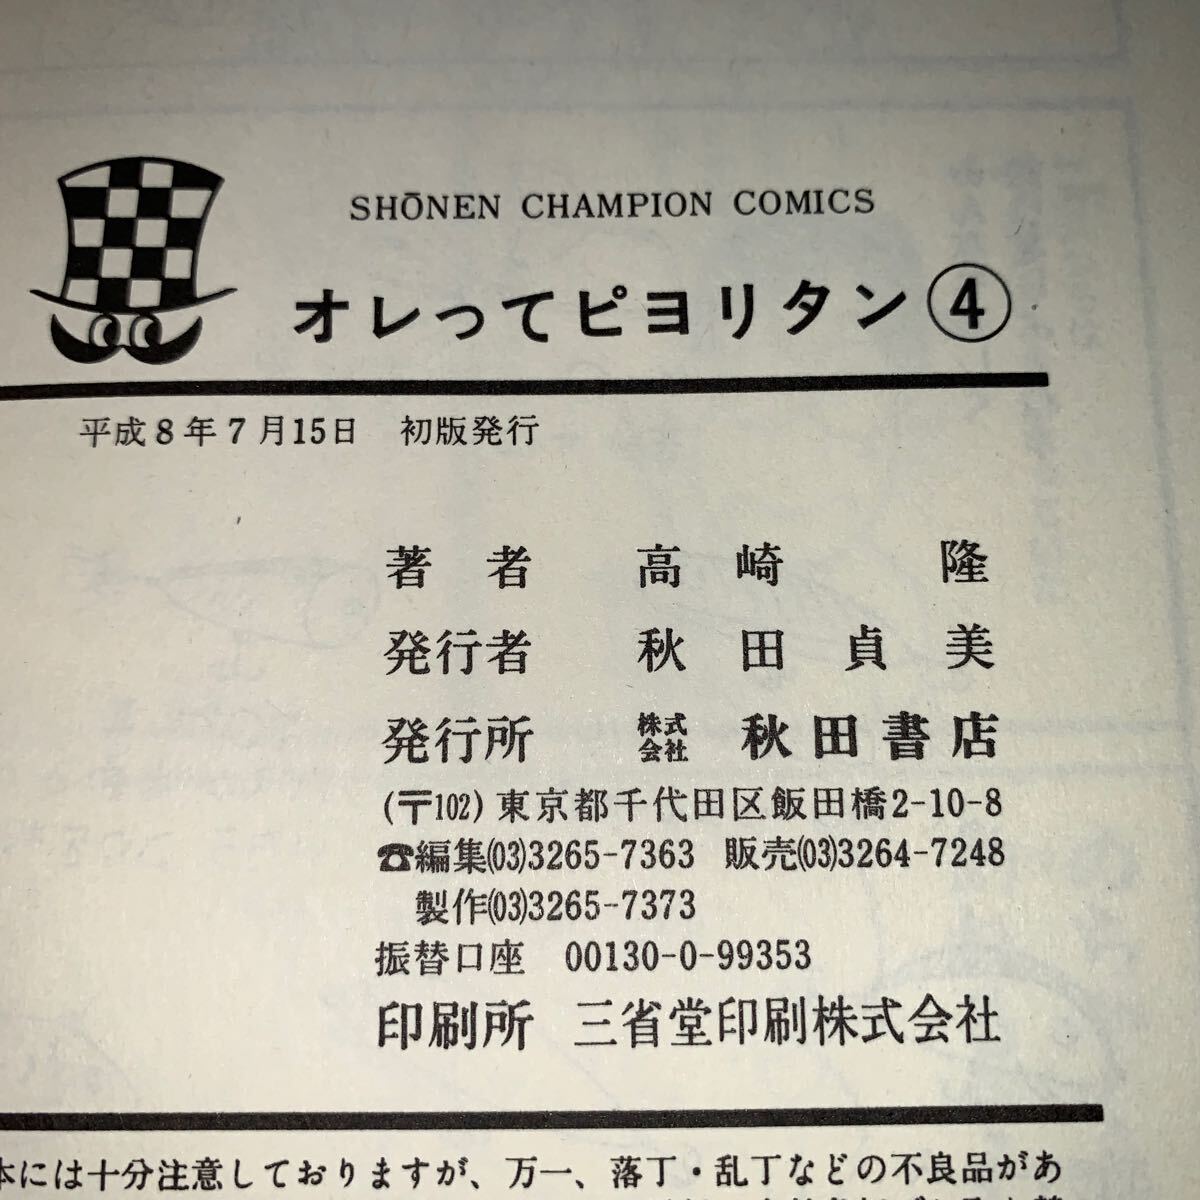 SHŌNEN CHAMPION COMICS
オレってピヨリタン④
平成8年7月15日 初版発行
著者 高崎隆
発行者 秋田貞美
発行所 株式会社 秋田書店
(〒102)東京都千代田区飯田橋2-10-8
☎編集(03)3265-7363 販売(03)3264-7248
製作(03)3265-7373
振替口座 00130-0-99353
印刷所 三省堂印刷株式会社
本には十分注意しておりますが、万一、落丁・乱丁などの不良品があ